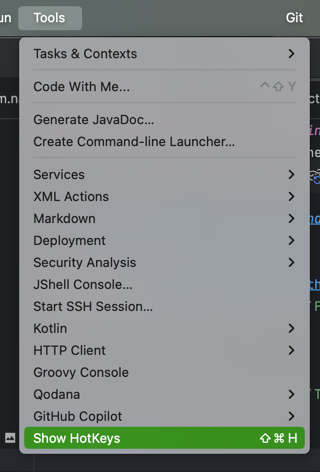 un Tools Git
Tasks & Contexts
Code With Me... ^⇧Y
Generate JavaDoc...
Create Command-line Launcher...
Services
XML Actions
Markdown
Deployment
Security Analysis
JShell Console...
Start SSH Session...
Kotlin
HTTP Client
Groovy Console
Qodana
GitHub Copilot
Show HotKeys ⇧⌘H